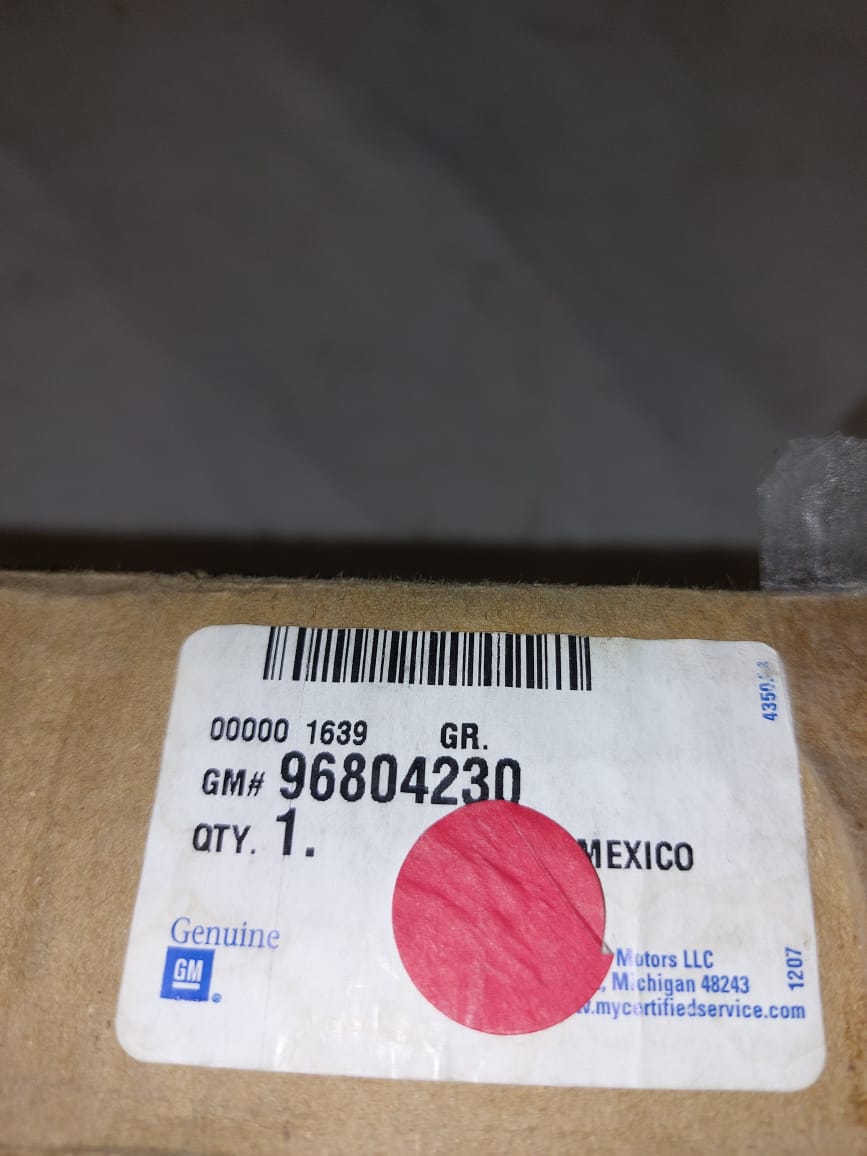 00000 1639 GR.
GM# 96804230
QTY. 1.
MEXICO
Genuine
GM
Motors LLC
, Michigan 48243
.mycertifiedservice.com
1207